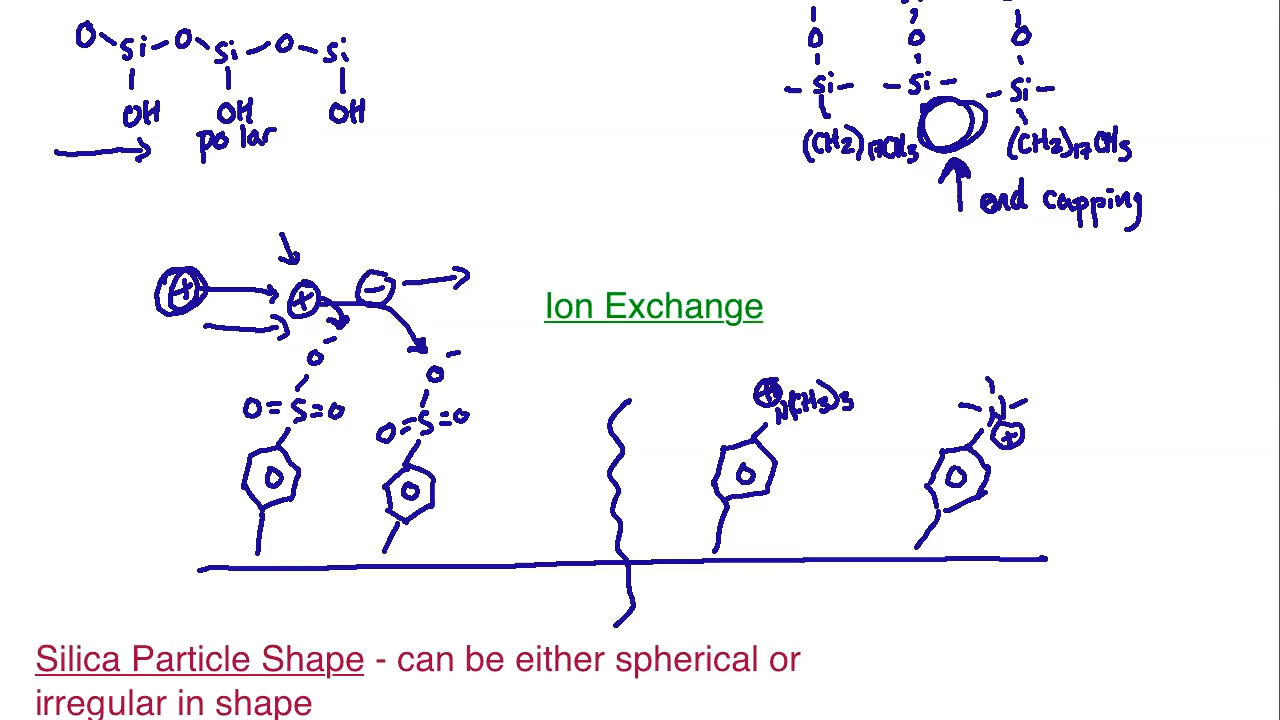 O Si O Si O Si
OH OH OH
polar
O O O
Si Si Si
(CH2)17CH3 (CH2)17CH3
end capping
+ + −
Ion Exchange
O− O−
O=S=O O=S=O
+N(CH3)3 N+
Silica Particle Shape - can be either spherical or
irregular in shape